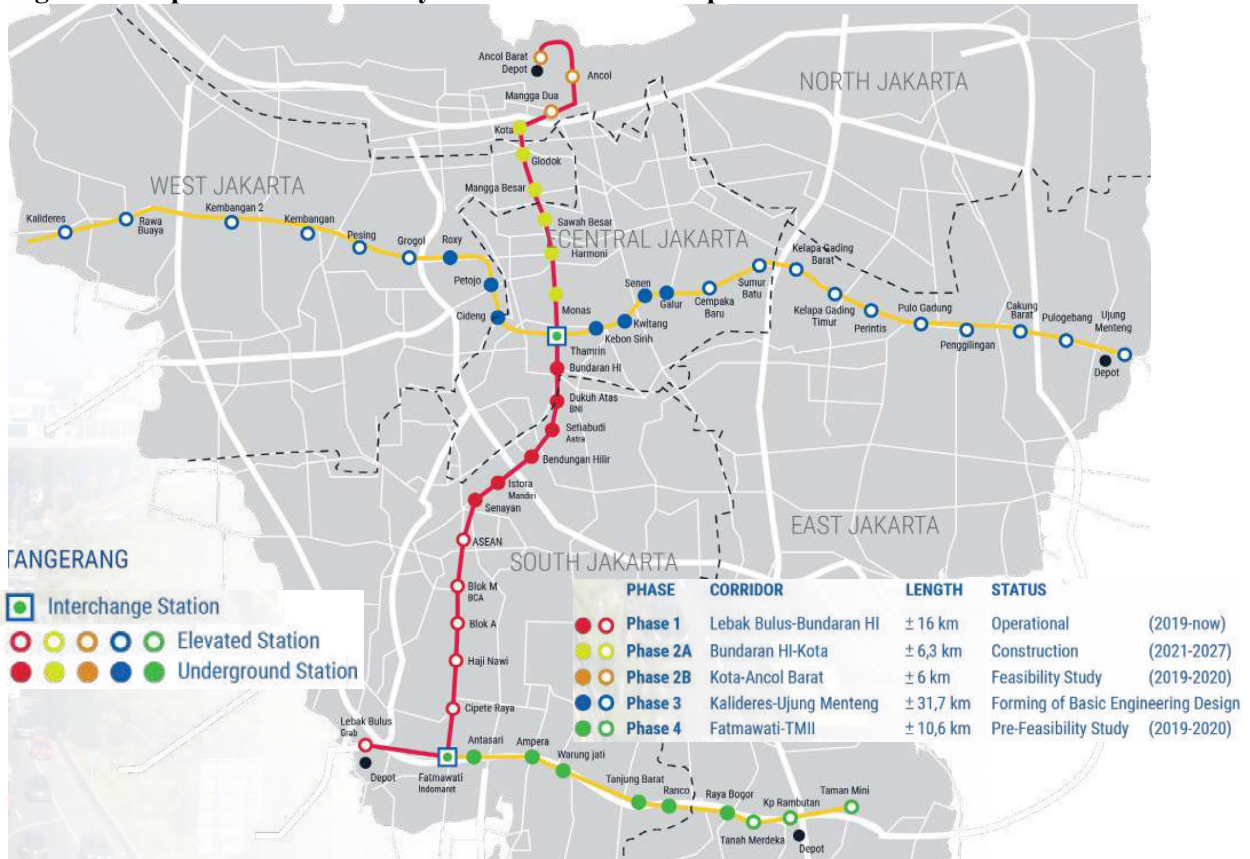 Ancol Barat
Depot
Ancol
Mangga Dua
NORTH JAKARTA
Kota
Glodok
WEST JAKARTA
Mangga Besar
Kalideres
Rawa
Buaya
Kembangan 2
Kembangan
Pesing
Grogol
Roxy
Sawah Besar
CENTRAL JAKARTA
Harmoni
Petojo
Cideng
Monas
Senen
Galur
Cempaka
Baru
Sumur
Batu
Kelapa Gading
Barat
Kelapa Gading
Timur
Perintis
Pulo Gadung
Penggilingan
Cakung
Barat
Pulogebang
Ujung
Menteng
Depot
Kwitang
Kebon Sirih
Thamrin
Bundaran HI
Dukuh Atas
BNI
Setiabudi
Astra
Bendungan Hilir
Istora
Mandiri
Senayan
EAST JAKARTA
ASEAN
SOUTH JAKARTA
TANGERANG
Interchange Station
Elevated Station
Underground Station
Blok M
BCA
Blok A
Haji Nawi
Cipete Raya
PHASE CORRIDOR LENGTH STATUS
Phase 1 Lebak Bulus-Bundaran HI ± 16 km Operational (2019-now)
Phase 2A Bundaran HI-Kota ± 6,3 km Construction (2021-2027)
Phase 2B Kota-Ancol Barat ± 6 km Feasibility Study (2019-2020)
Phase 3 Kalideres-Ujung Menteng ± 31,7 km Forming of Basic Engineering Design
Phase 4 Fatmawati-TMII ± 10,6 km Pre-Feasibility Study (2019-2020)
Lebak Bulus
Grab
Depot
Fatmawati
Indomaret
Antasari
Ampera
Warung jati
Tanjung Barat
Ranco
Raya Bogor
Tanah Merdeka
Kp Rambutan
Depot
Taman Mini